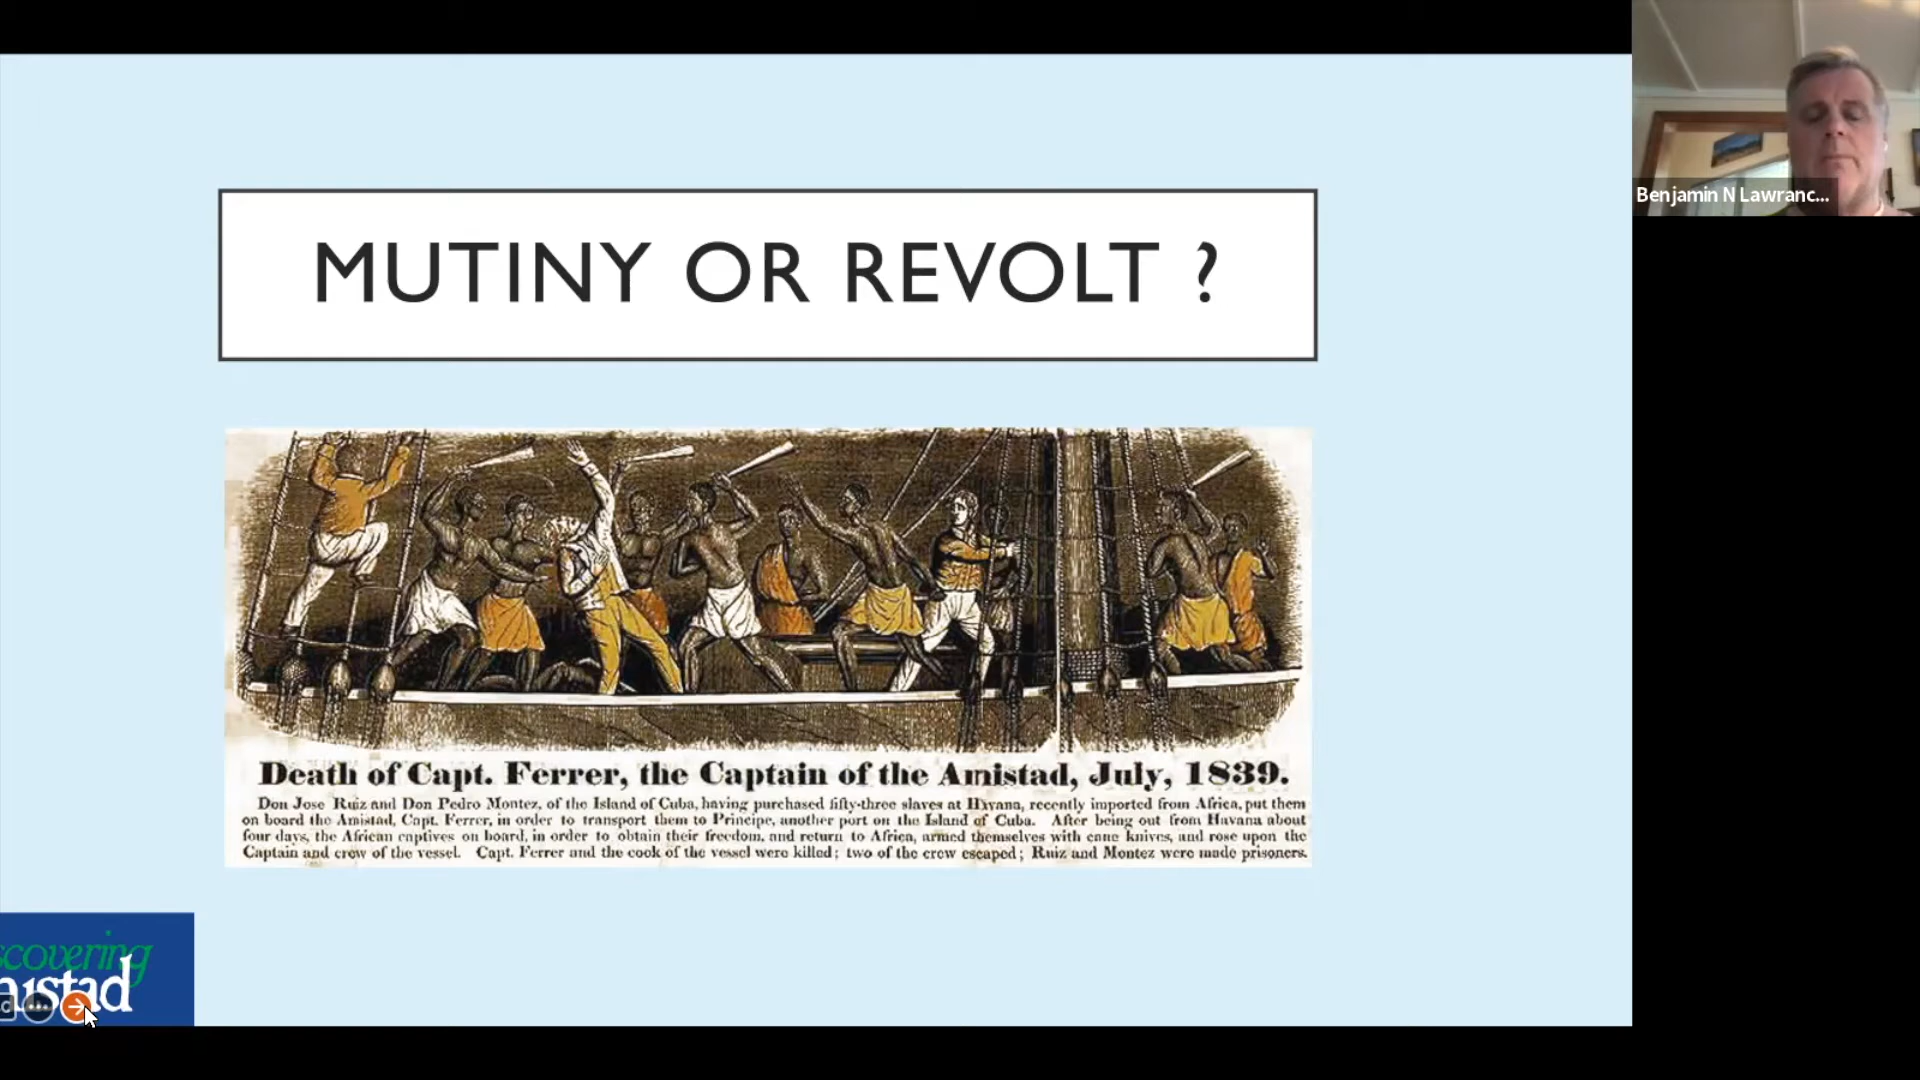 MUTINY OR REVOLT ?
Benjamin N Lawranc...
Death of Capt. Ferrer, the Captain of the Amistad, July, 1839.
Don Jose Ruiz and Don Pedro Montez, of the Island of Cuba, having purchased fifty-three slaves at Havana, recently imported from Africa, put them
on board the Amistad, Capt. Ferrer, in order to transport them to Principe, another port on the Island of Cuba. After being out from Havana about
four days, the African captives on board, in order to obtain their freedom, and return to Africa, armed themselves with cane knives, and rose upon the
Captain and crew of the vessel. Capt. Ferrer and the cook of the vessel were killed; two of the crew escaped; Ruiz and Montez were made prisoners.
scovering
mistad